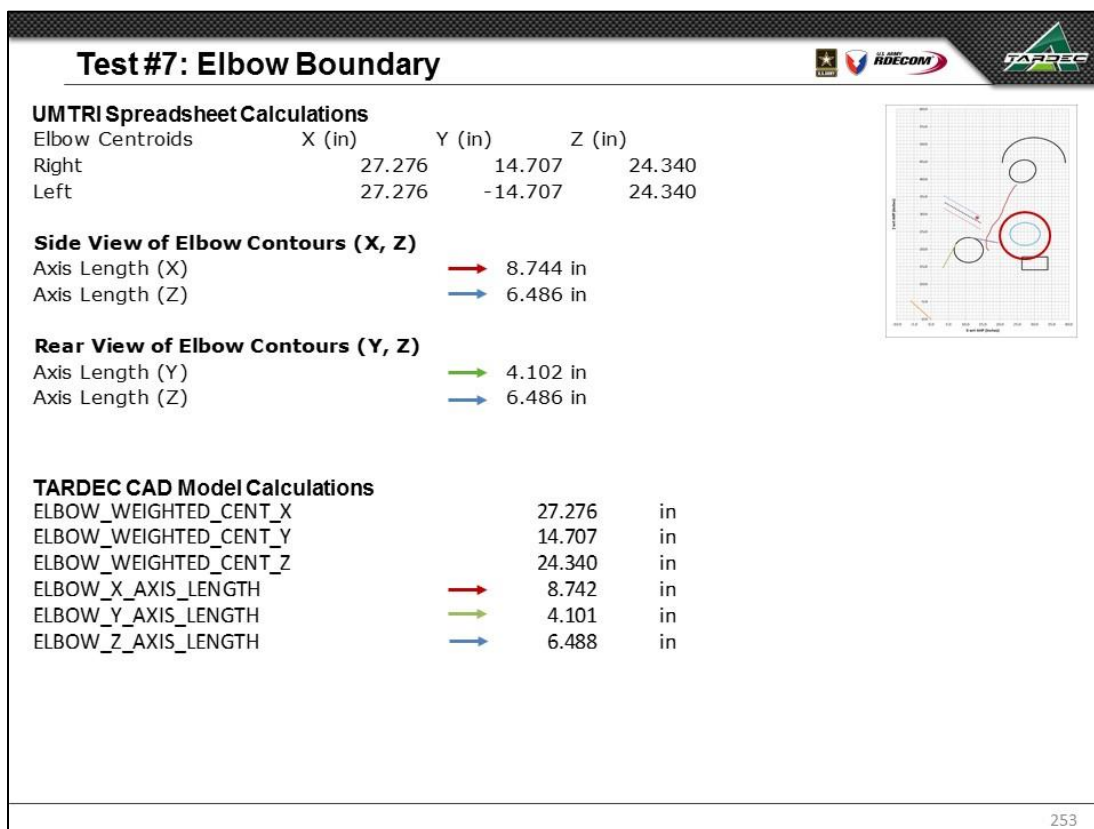 Test #7: Elbow Boundary
U.S. ARMY
RDECOM
TARDEC
UMTRI Spreadsheet Calculations
Elbow Centroids X (in) Y (in) Z (in)
Right 27.276 14.707 24.340
Left 27.276 -14.707 24.340
Side View of Elbow Contours (X, Z)
Axis Length (X) 8.744 in
Axis Length (Z) 6.486 in
Rear View of Elbow Contours (Y, Z)
Axis Length (Y) 4.102 in
Axis Length (Z) 6.486 in
TARDEC CAD Model Calculations
ELBOW_WEIGHTED_CENT_X 27.276 in
ELBOW_WEIGHTED_CENT_Y 14.707 in
ELBOW_WEIGHTED_CENT_Z 24.340 in
ELBOW_X_AXIS_LENGTH 8.742 in
ELBOW_Y_AXIS_LENGTH 4.101 in
ELBOW_Z_AXIS_LENGTH 6.488 in
253